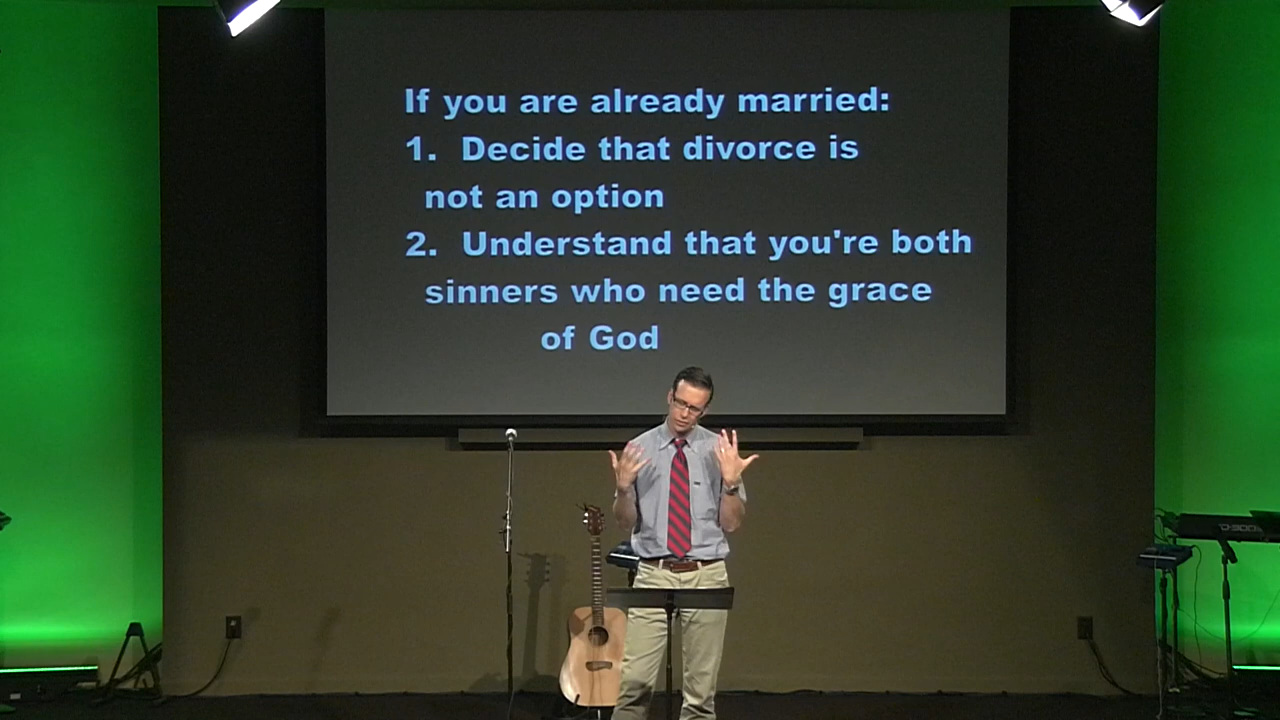 If you are already married:
1. Decide that divorce is
not an option
2. Understand that you're both
sinners who need the grace
of God